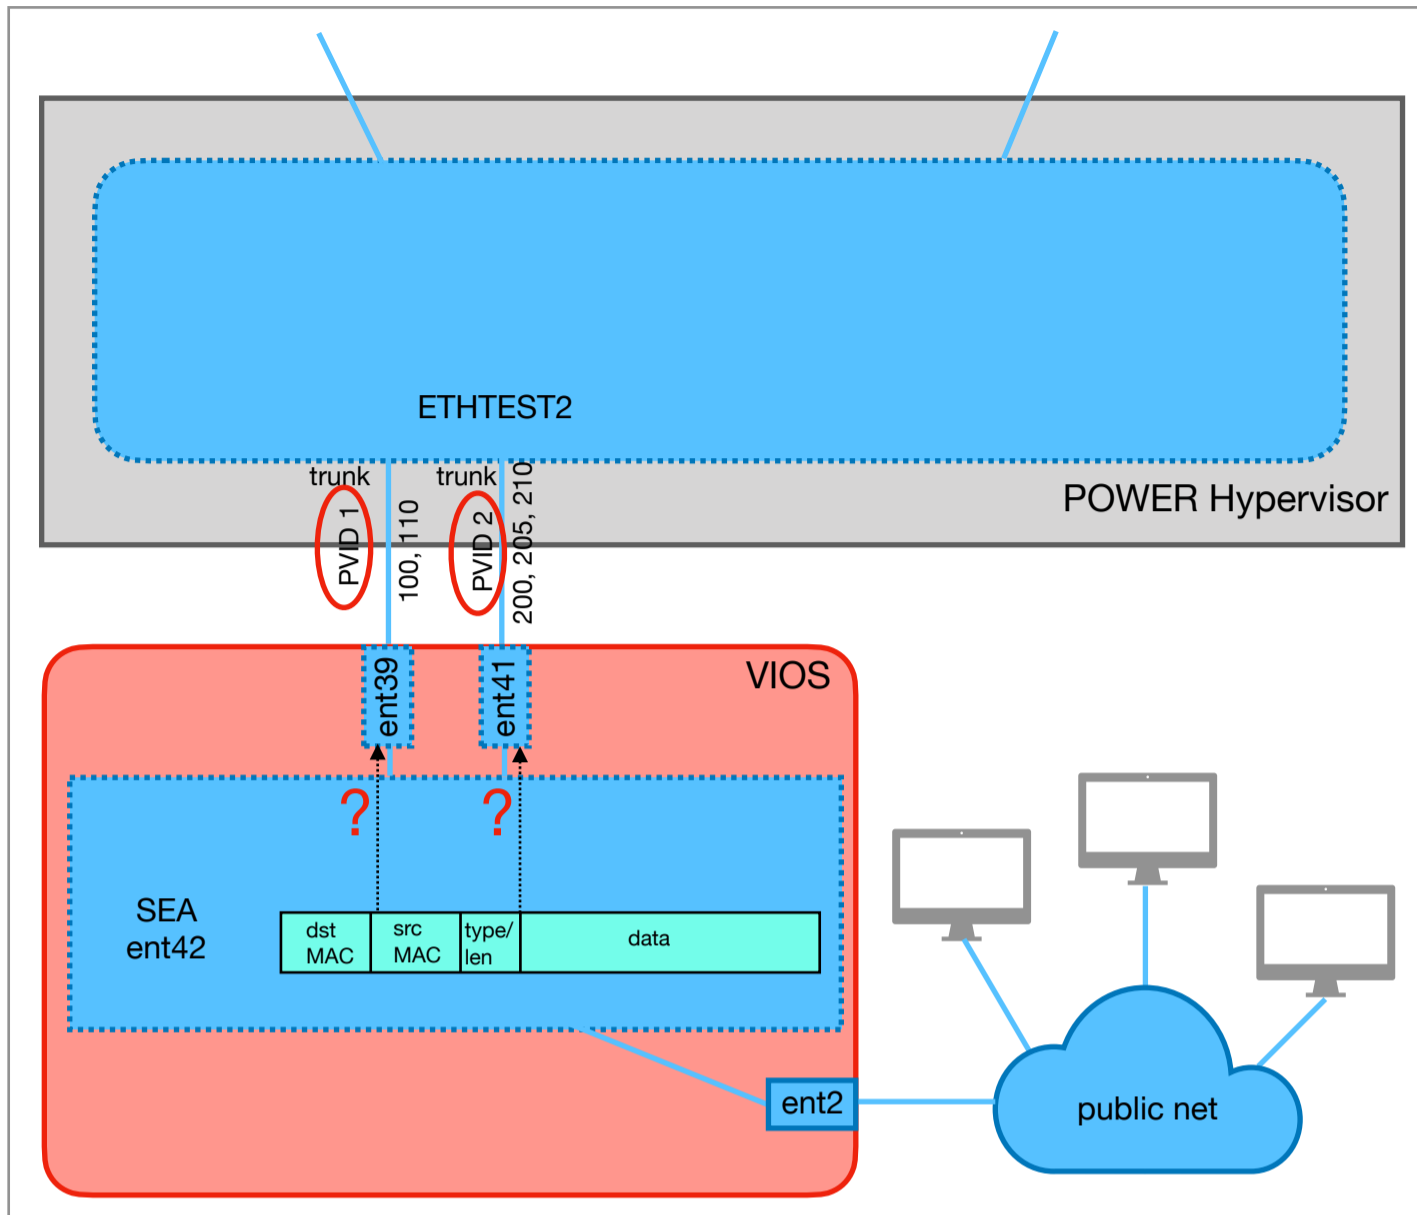 ETHTEST2
POWER Hypervisor
trunk
PVID 1
100, 110
trunk
PVID 2
200, 205, 210
VIOS
ent39
ent41
?
?
SEA
ent42
dst
MAC
src
MAC
type/
len
data
ent2
public net